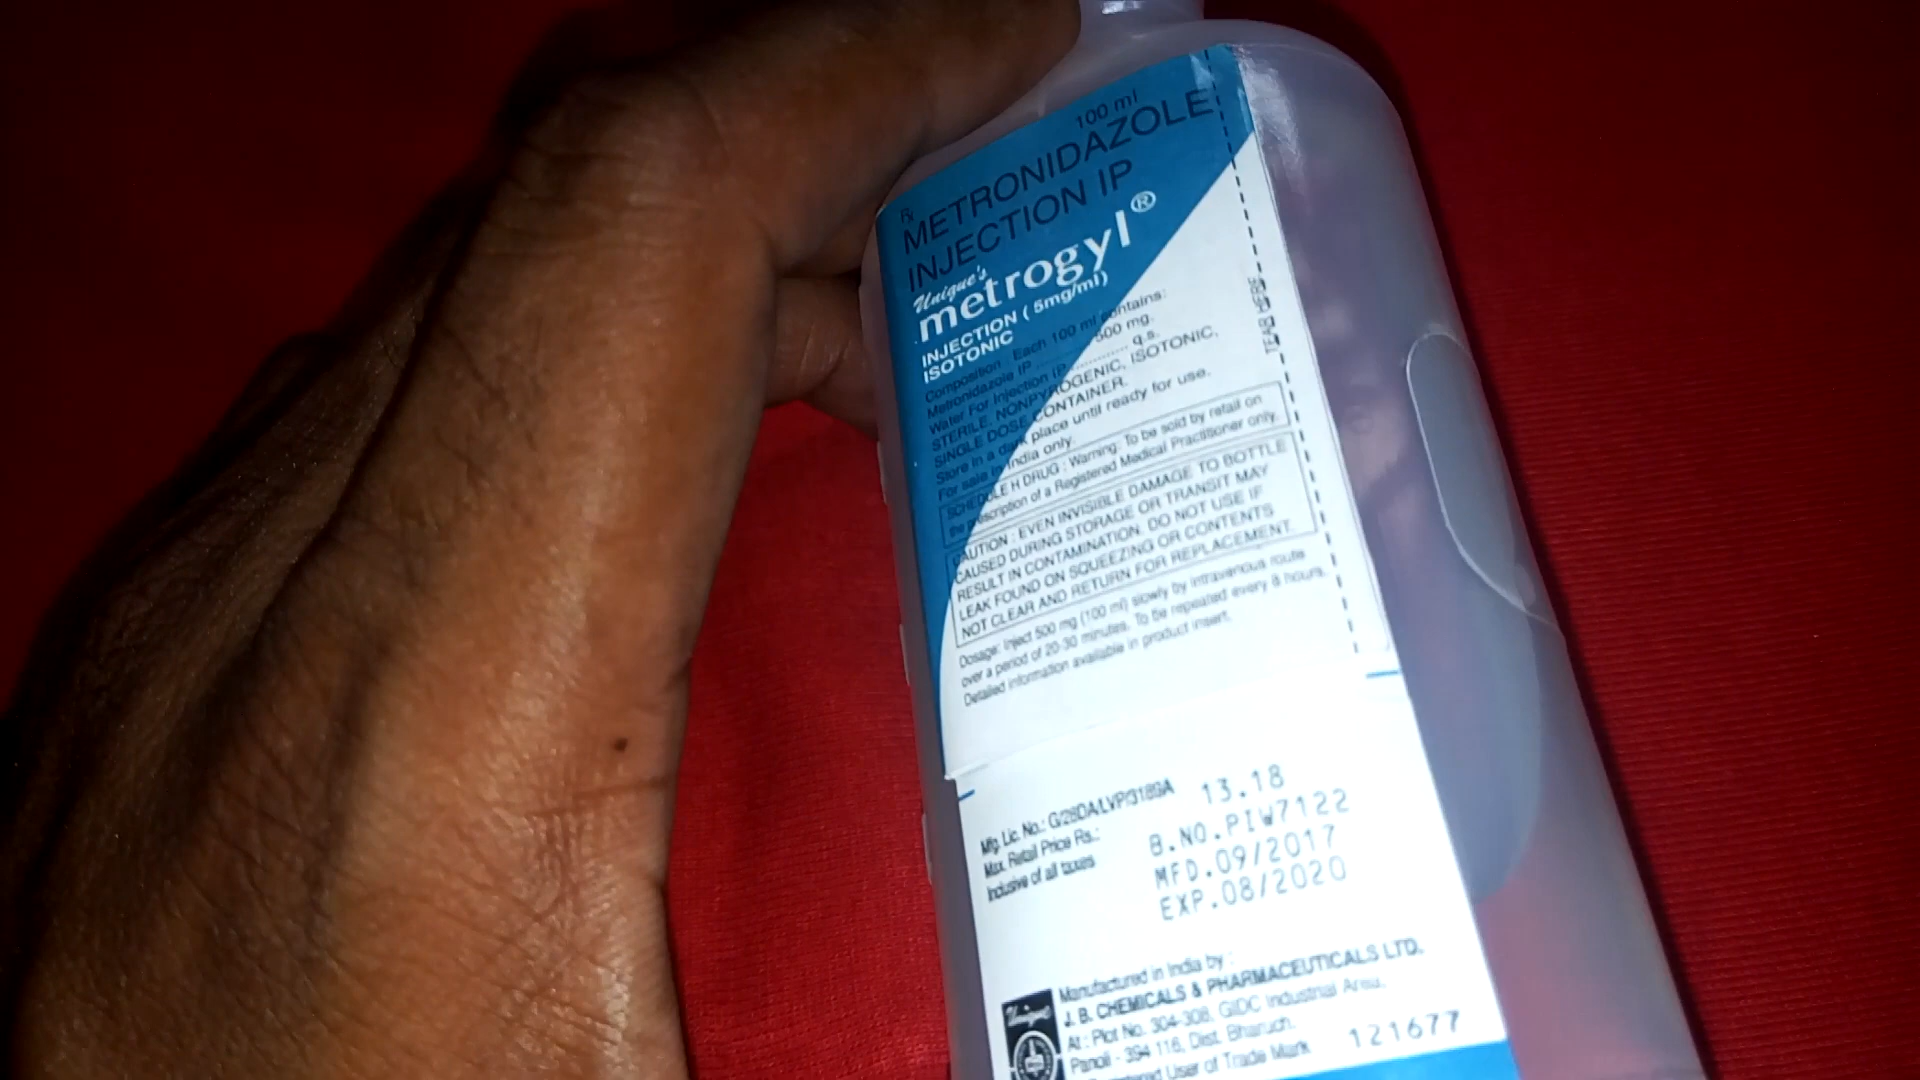 100 ml
Rx
METRONIDAZOLE
INJECTION IP
Unique's
metrogyl®
INJECTION ( 5mg/ml)
ISOTONIC
Composition : Each 100 ml contains:
Metronidazole IP ............ 500 mg.
Water For Injection IP ............ q.s.
STERILE, NONPYROGENIC, ISOTONIC,
SINGLE DOSE CONTAINER.
Store in a dark place until ready for use.
For sale in India only.
SCHEDULE H DRUG : Warning: To be sold by retail on
the prescription of a Registered Medical Practitioner only.
CAUTION : EVEN INVISIBLE DAMAGE TO BOTTLE
CAUSED DURING STORAGE OR TRANSIT MAY
RESULT IN CONTAMINATION. DO NOT USE IF
LEAK FOUND ON SQUEEZING OR CONTENTS
NOT CLEAR AND RETURN FOR REPLACEMENT.
Dosage: Inject 500 mg (100 ml) slowly by intravenous route
over a period of 20-30 minutes. To be repeated every 8 hours.
Detailed information available in product insert.
TEAR HERE
Mfg. Lic. No.: G/28DA/LVP/3189A
Max. Retail Price Rs.: 13.18
Inclusive of all taxes
B.NO.PIW7122
MFD.09/2017
EXP.08/2020
Manufactured in India by :
J. B. CHEMICALS & PHARMACEUTICALS LTD.
At : Plot No. 304-308, GIDC Industrial Area,
Panoli - 394 116, Dist. Bharuch.
User of Trade Mark
121677
Unique